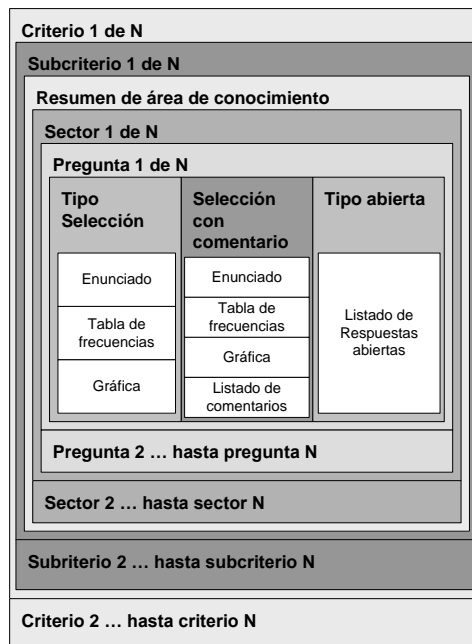 Criterio 1 de N
Subcriterio 1 de N
Resumen de área de conocimiento
Sector 1 de N
Pregunta 1 de N
Tipo
Selección
Enunciado
Tabla de
frecuencias
Gráfica
Selección
con
comentario
Enunciado
Tabla de
frecuencias
Gráfica
Listado de
comentarios
Tipo abierta
Listado de
Respuestas
abiertas
Pregunta 2 … hasta pregunta N
Sector 2 … hasta sector N
Subriterio 2 … hasta subcriterio N
Criterio 2 … hasta criterio N